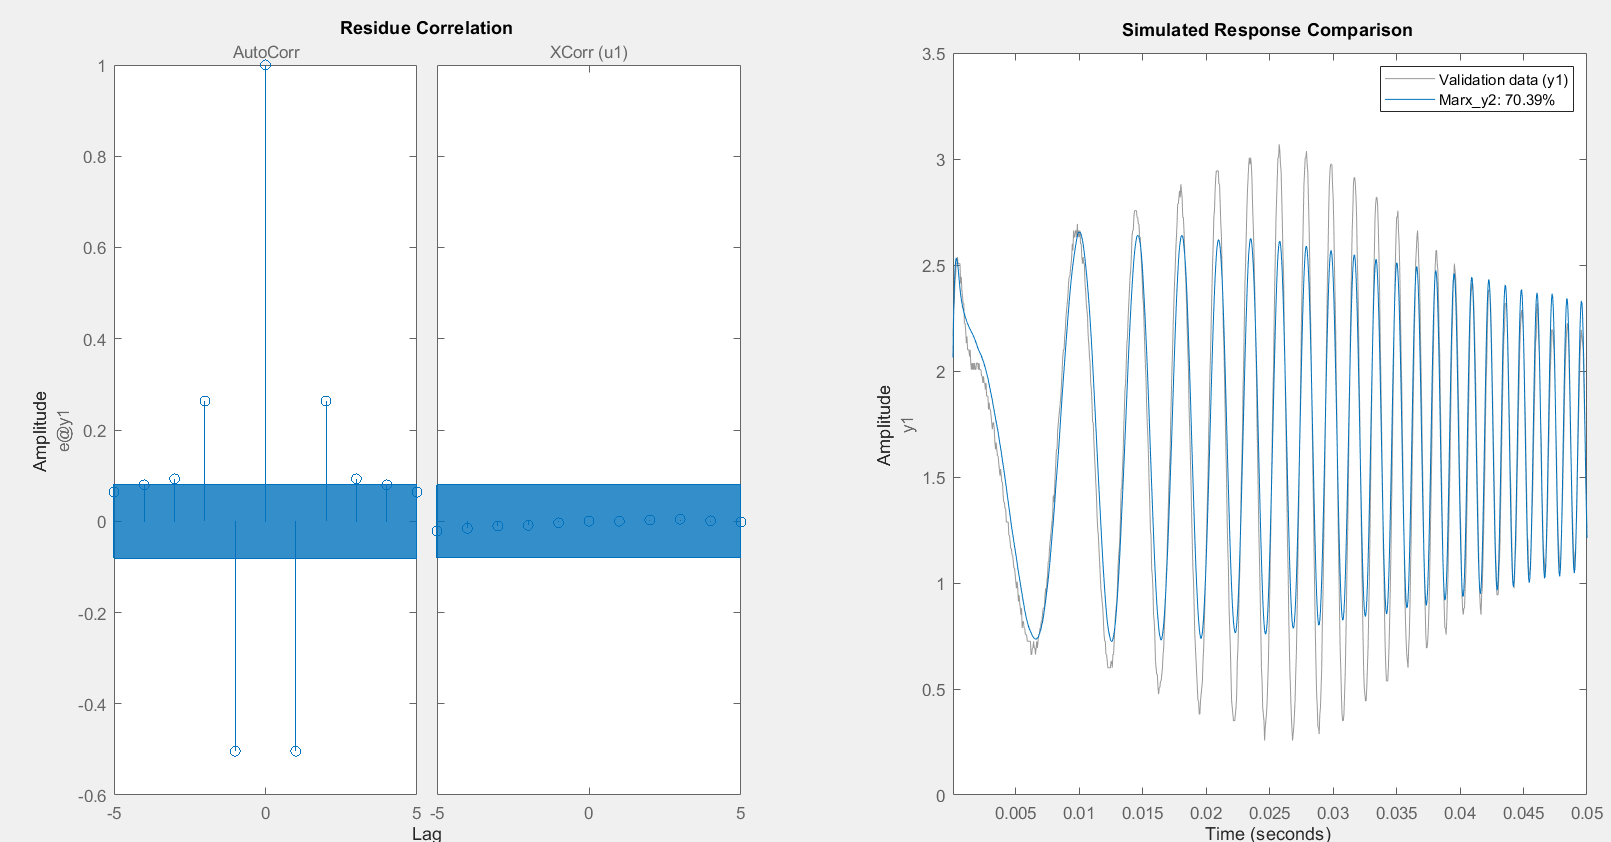 Residue Correlation
AutoCorr
XCorr (u1)
1
0.8
0.6
0.4
0.2
0
-0.2
-0.4
-0.6
Amplitude
e@y1
-5
0
5
-5
0
5
Lag
Simulated Response Comparison
Validation data (y1)
Marx_y2: 70.39%
3.5
3
2.5
2
1.5
1
0.5
0
Amplitude
y1
0.005
0.01
0.015
0.02
0.025
0.03
0.035
0.04
0.045
0.05
Time (seconds)